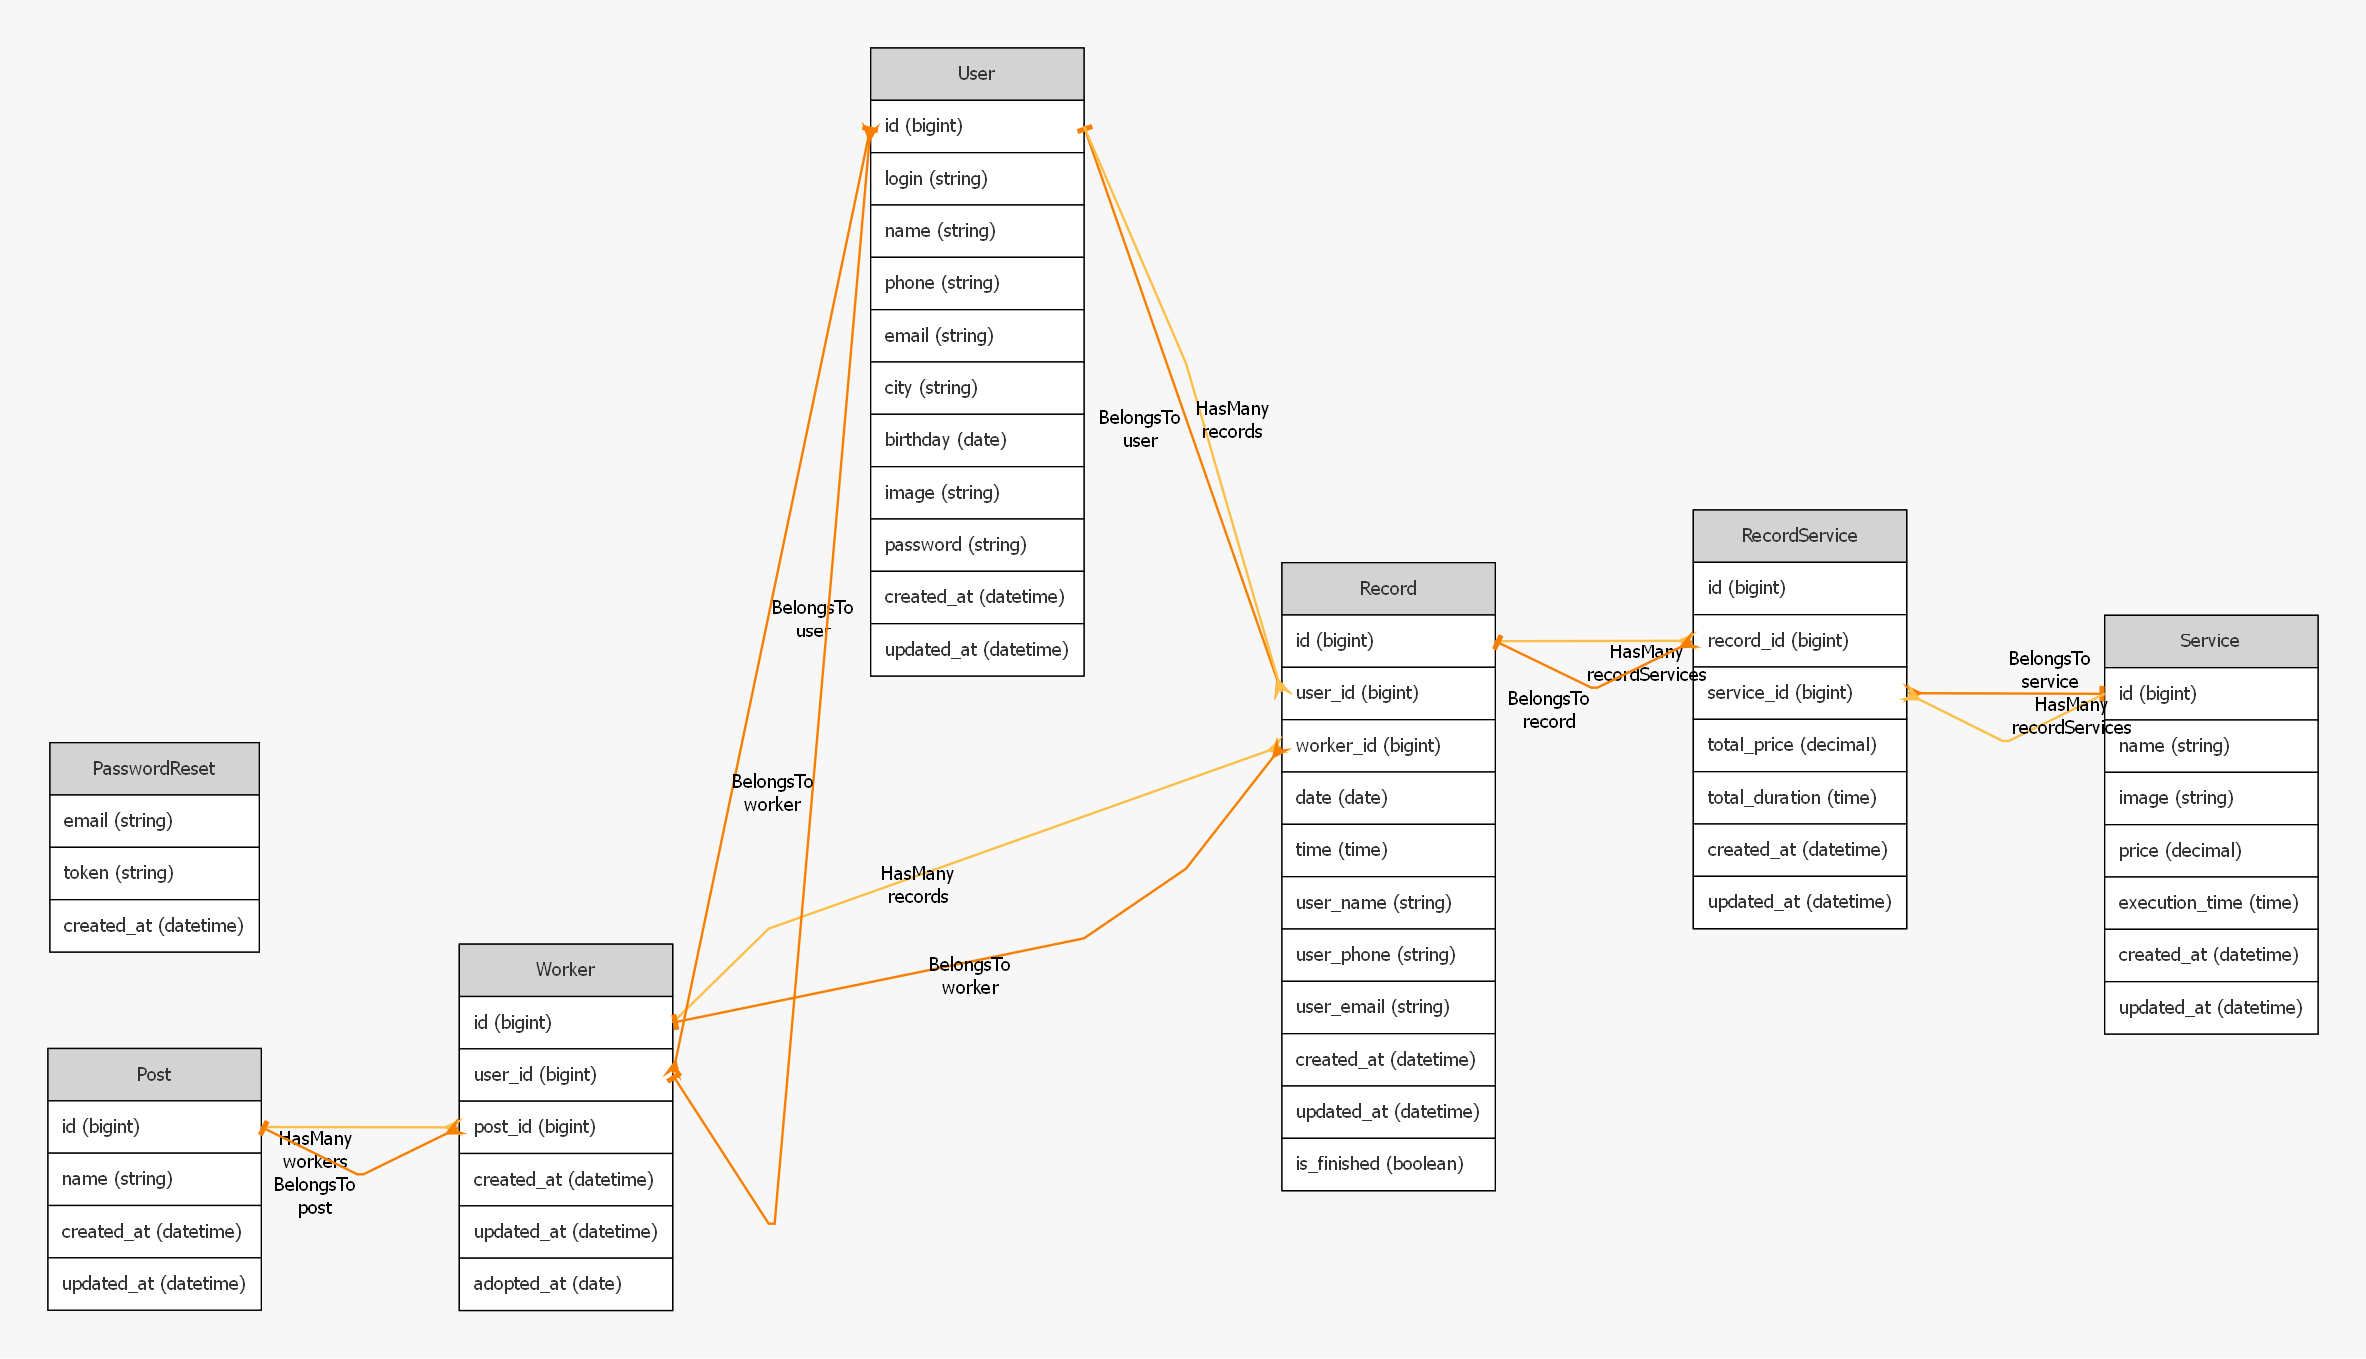 User
id (bigint)
login (string)
name (string)
phone (string)
email (string)
city (string)
birthday (date)
image (string)
password (string)
created_at (datetime)
updated_at (datetime)
BelongsTo
user
HasMany
records
BelongsTo
user
BelongsTo
worker
HasMany
records
BelongsTo
worker
Record
id (bigint)
user_id (bigint)
worker_id (bigint)
date (date)
time (time)
user_name (string)
user_phone (string)
user_email (string)
created_at (datetime)
updated_at (datetime)
is_finished (boolean)
HasMany
recordServices
BelongsTo
record
RecordService
id (bigint)
record_id (bigint)
service_id (bigint)
total_price (decimal)
total_duration (time)
created_at (datetime)
updated_at (datetime)
BelongsTo
service
HasMany
recordServices
Service
id (bigint)
name (string)
image (string)
price (decimal)
execution_time (time)
created_at (datetime)
updated_at (datetime)
PasswordReset
email (string)
token (string)
created_at (datetime)
Post
id (bigint)
name (string)
created_at (datetime)
updated_at (datetime)
HasMany
workers
BelongsTo
post
Worker
id (bigint)
user_id (bigint)
post_id (bigint)
created_at (datetime)
updated_at (datetime)
adopted_at (date)